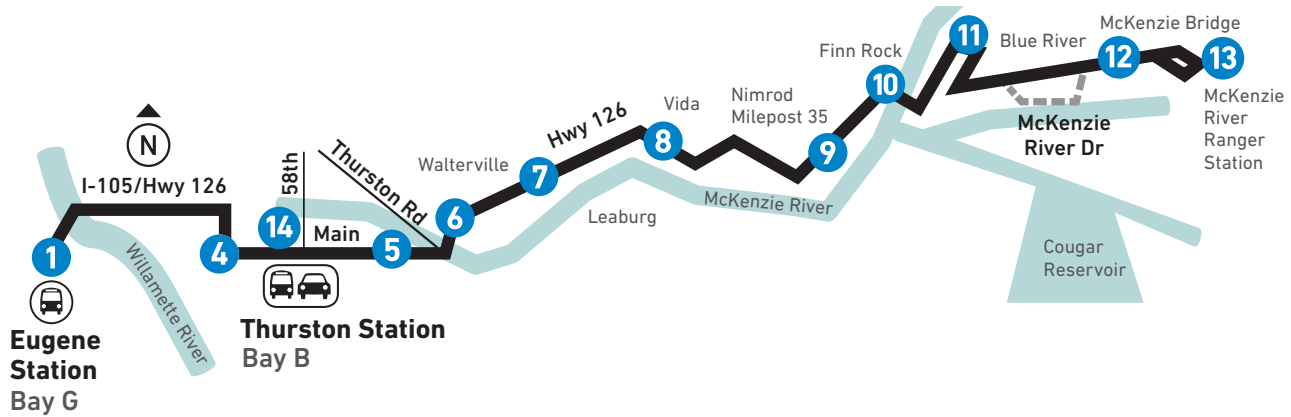 McKenzie Bridge
11
Blue River
12
13
Finn Rock
10
McKenzie
River
Ranger
Station
Nimrod
Milepost 35
Vida
8
9
McKenzie
River Dr
Hwy 126
N
Walterville
7
Thurston Rd
58th
I-105/Hwy 126
McKenzie River
Leaburg
6
14
Main
5
4
1
Willamette River
Cougar
Reservoir
Thurston Station
Bay B
Eugene
Station
Bay G